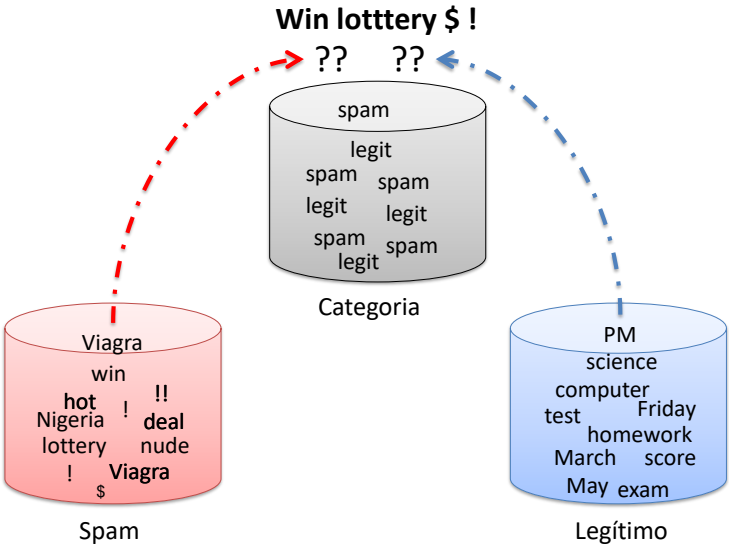 Win lotttery $ !
?? ??
spam
legit
spam spam
legit legit
spam spam
legit
Categoria
Viagra
win
hot ! !!
Nigeria deal
lottery nude
! Viagra
$
Spam
PM
science
computer
test Friday
homework
March score
May exam
Legítimo